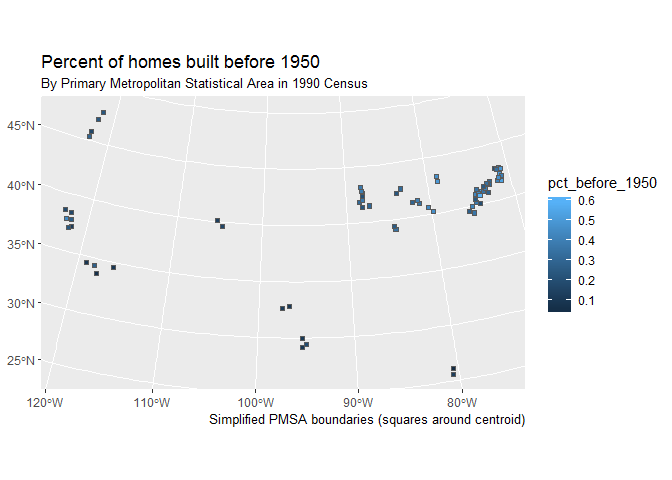 Percent of homes built before 1950
By Primary Metropolitan Statistical Area in 1990 Census
45°N
40°N
35°N
30°N
25°N
120°W 110°W 100°W 90°W 80°W
Simplified PMSA boundaries (squares around centroid)
pct_before_1950
0.6
0.5
0.4
0.3
0.2
0.1